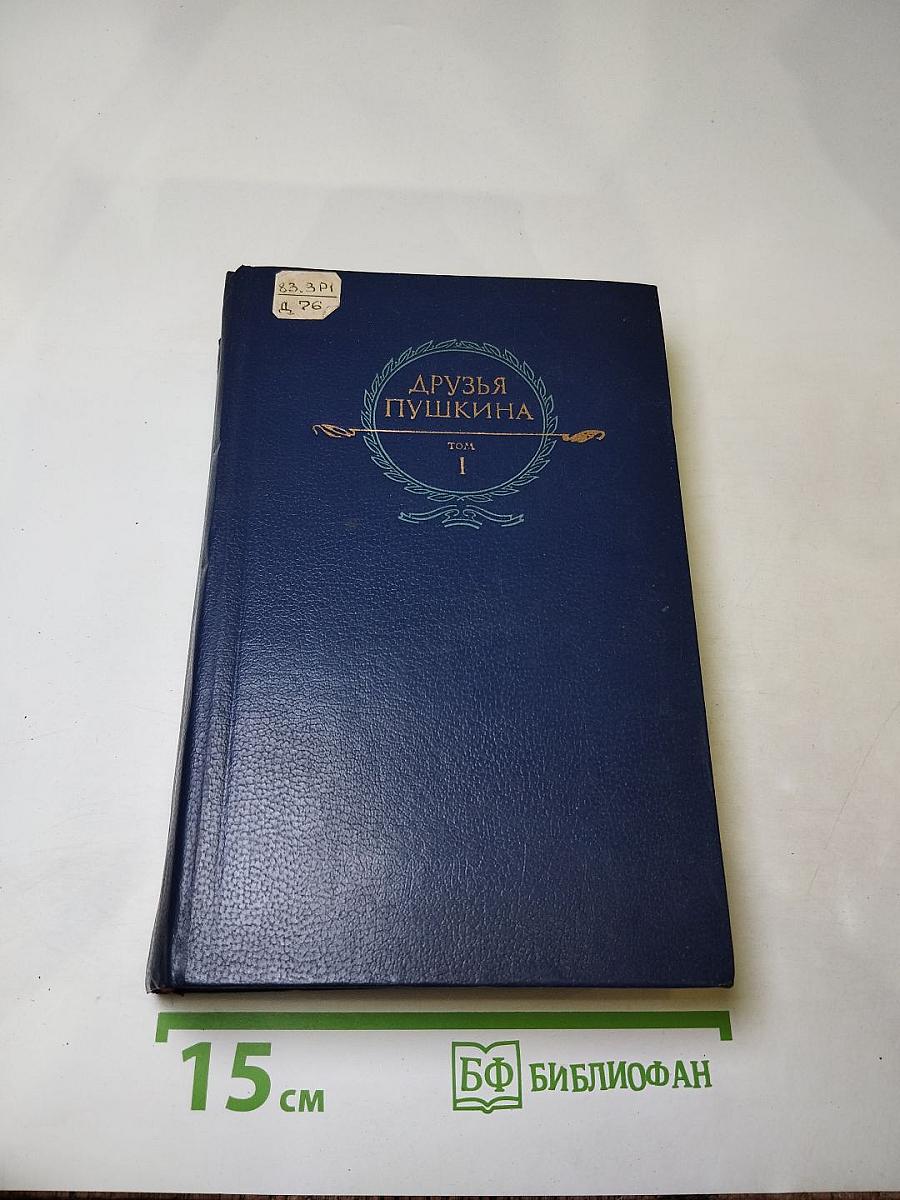 83.3Р1
Д 76
ДРУЗЬЯ
ПУШКИНА
ТОМ
I
15 см
БФ БИБЛИОФАН